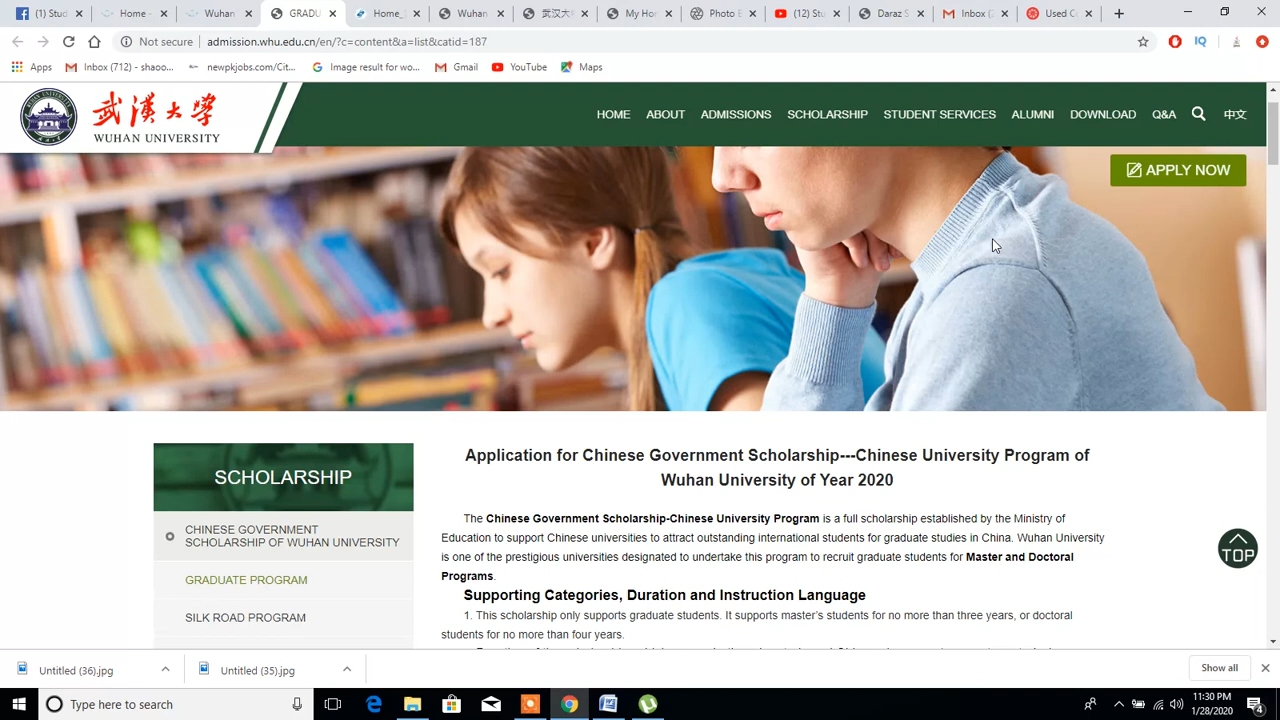 (1) Stud
Home -
Wuhan
GRADU
Home_
Wuhan
武汉大
My Ho
Photo E
(12) Stu
Daraz S
Inbox (
Used C
Not secure
admission.whu.edu.cn/en/?c=content&a=list&catid=187
Apps
Inbox (712) - shaoo...
newpkjobs.com/Cit...
Image result for wo...
Gmail
YouTube
Maps
武漢大學
WUHAN UNIVERSITY
HOME
ABOUT
ADMISSIONS
SCHOLARSHIP
STUDENT SERVICES
ALUMNI
DOWNLOAD
Q&A
中文
APPLY NOW
SCHOLARSHIP
CHINESE GOVERNMENT
SCHOLARSHIP OF WUHAN UNIVERSITY
GRADUATE PROGRAM
SILK ROAD PROGRAM
Application for Chinese Government Scholarship---Chinese University Program of
Wuhan University of Year 2020
The Chinese Government Scholarship-Chinese University Program is a full scholarship established by the Ministry of
Education to support Chinese universities to attract outstanding international students for graduate studies in China. Wuhan University
is one of the prestigious universities designated to undertake this program to recruit graduate students for Master and Doctoral
Programs.
Supporting Categories, Duration and Instruction Language
1. This scholarship only supports graduate students. It supports master's students for no more than three years, or doctoral
students for no more than four years.
TOP
Untitled (36).jpg
Untitled (35).jpg
Show all
Type here to search
11:30 PM
1/28/2020
4